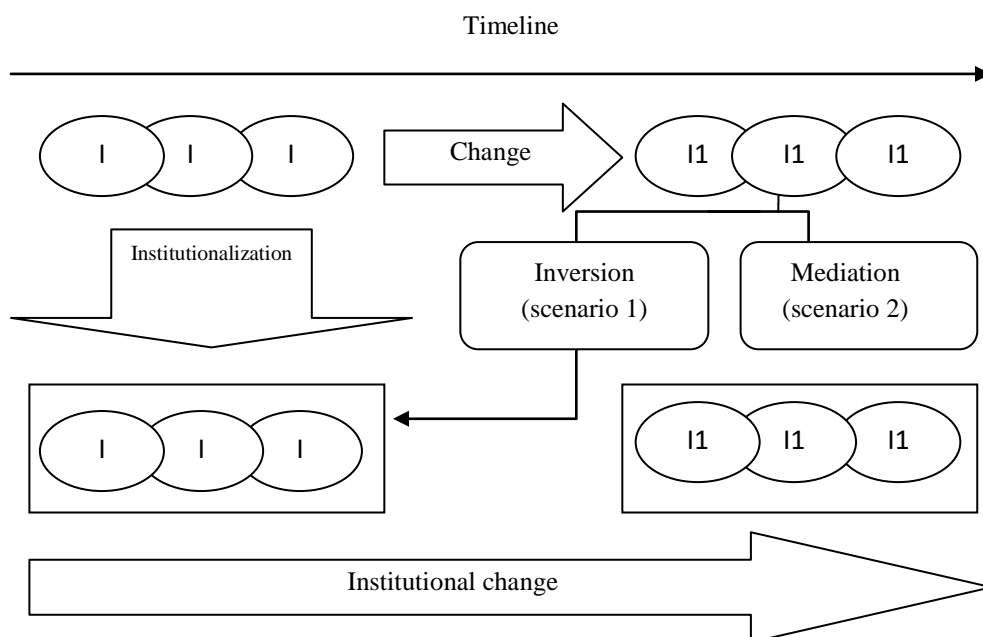 Timeline
I I I
Change
I1 I1 I1
Institutionalization
Inversion
(scenario 1)
Mediation
(scenario 2)
I I I
I1 I1 I1
Institutional change